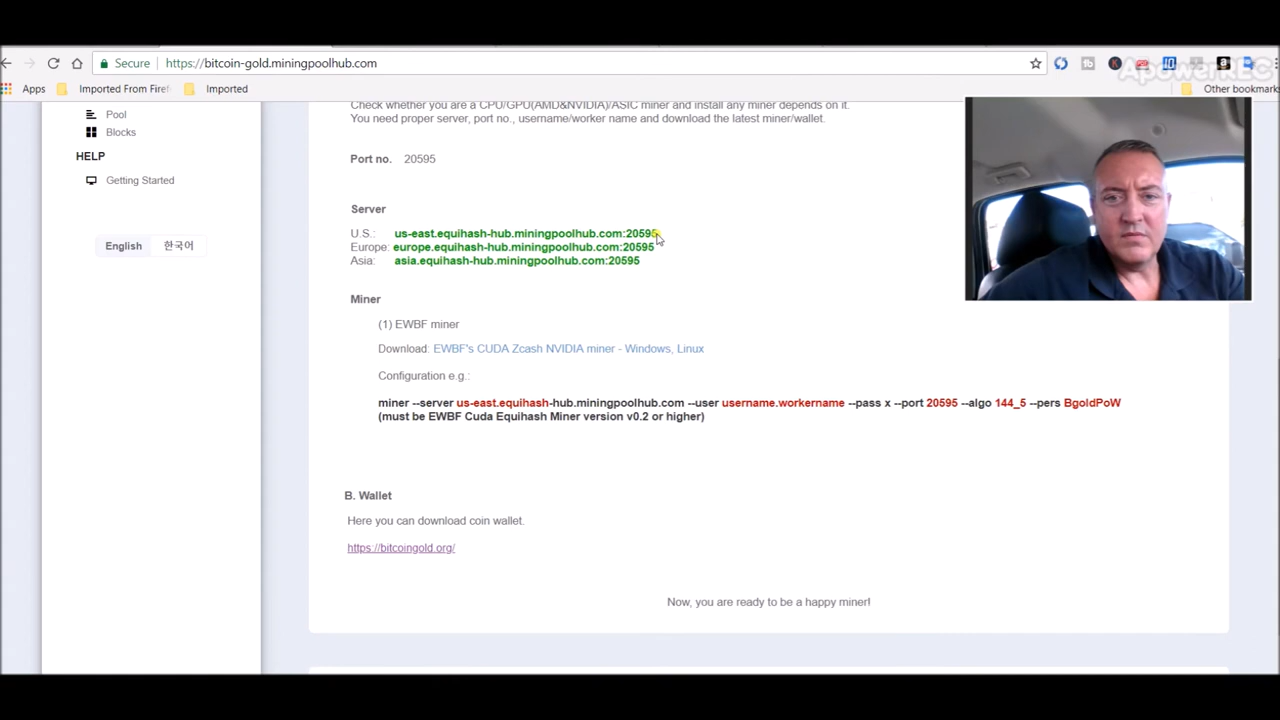 Secure https://bitcoin-gold.miningpoolhub.com
ApowerREC
Apps Imported From Firef Imported Other bookmarks
Check whether you are a CPU/GPU(AMD&NVIDIA)/ASIC miner and install any miner depends on it.
You need proper server, port no., username/worker name and download the latest miner/wallet.
Pool
Blocks
HELP
Getting Started
English 한국어
Port no. 20595
Server
U.S.: us-east.equihash-hub.miningpoolhub.com:20595
Europe: europe.equihash-hub.miningpoolhub.com:20595
Asia: asia.equihash-hub.miningpoolhub.com:20595
Miner
(1) EWBF miner
Download: EWBF's CUDA Zcash NVIDIA miner - Windows, Linux
Configuration e.g.:
miner --server us-east.equihash-hub.miningpoolhub.com --user username.workername --pass x --port 20595 --algo 144_5 --pers BgoldPoW
(must be EWBF Cuda Equihash Miner version v0.2 or higher)
B. Wallet
Here you can download coin wallet.
https://bitcoingold.org/
Now, you are ready to be a happy miner!